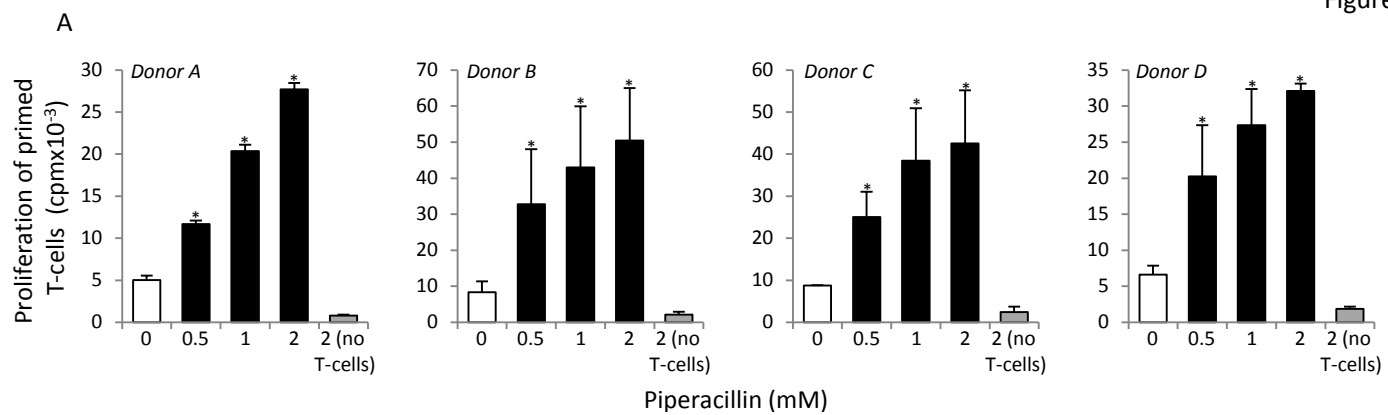 Figure
A
Proliferation of primed
T-cells (cpmx10⁻³)
Donor A
30
25
20
15
10
5
0
0 0.5 1 2 2 (no
T-cells)
* * *
Donor B
70
60
50
40
30
20
10
0
0 0.5 1 2 2 (no
T-cells)
* * *
Donor C
60
50
40
30
20
10
0
0 0.5 1 2 2 (no
T-cells)
* * *
Donor D
35
30
25
20
15
10
5
0
0 0.5 1 2 2 (no
T-cells)
* * *
Piperacillin (mM)